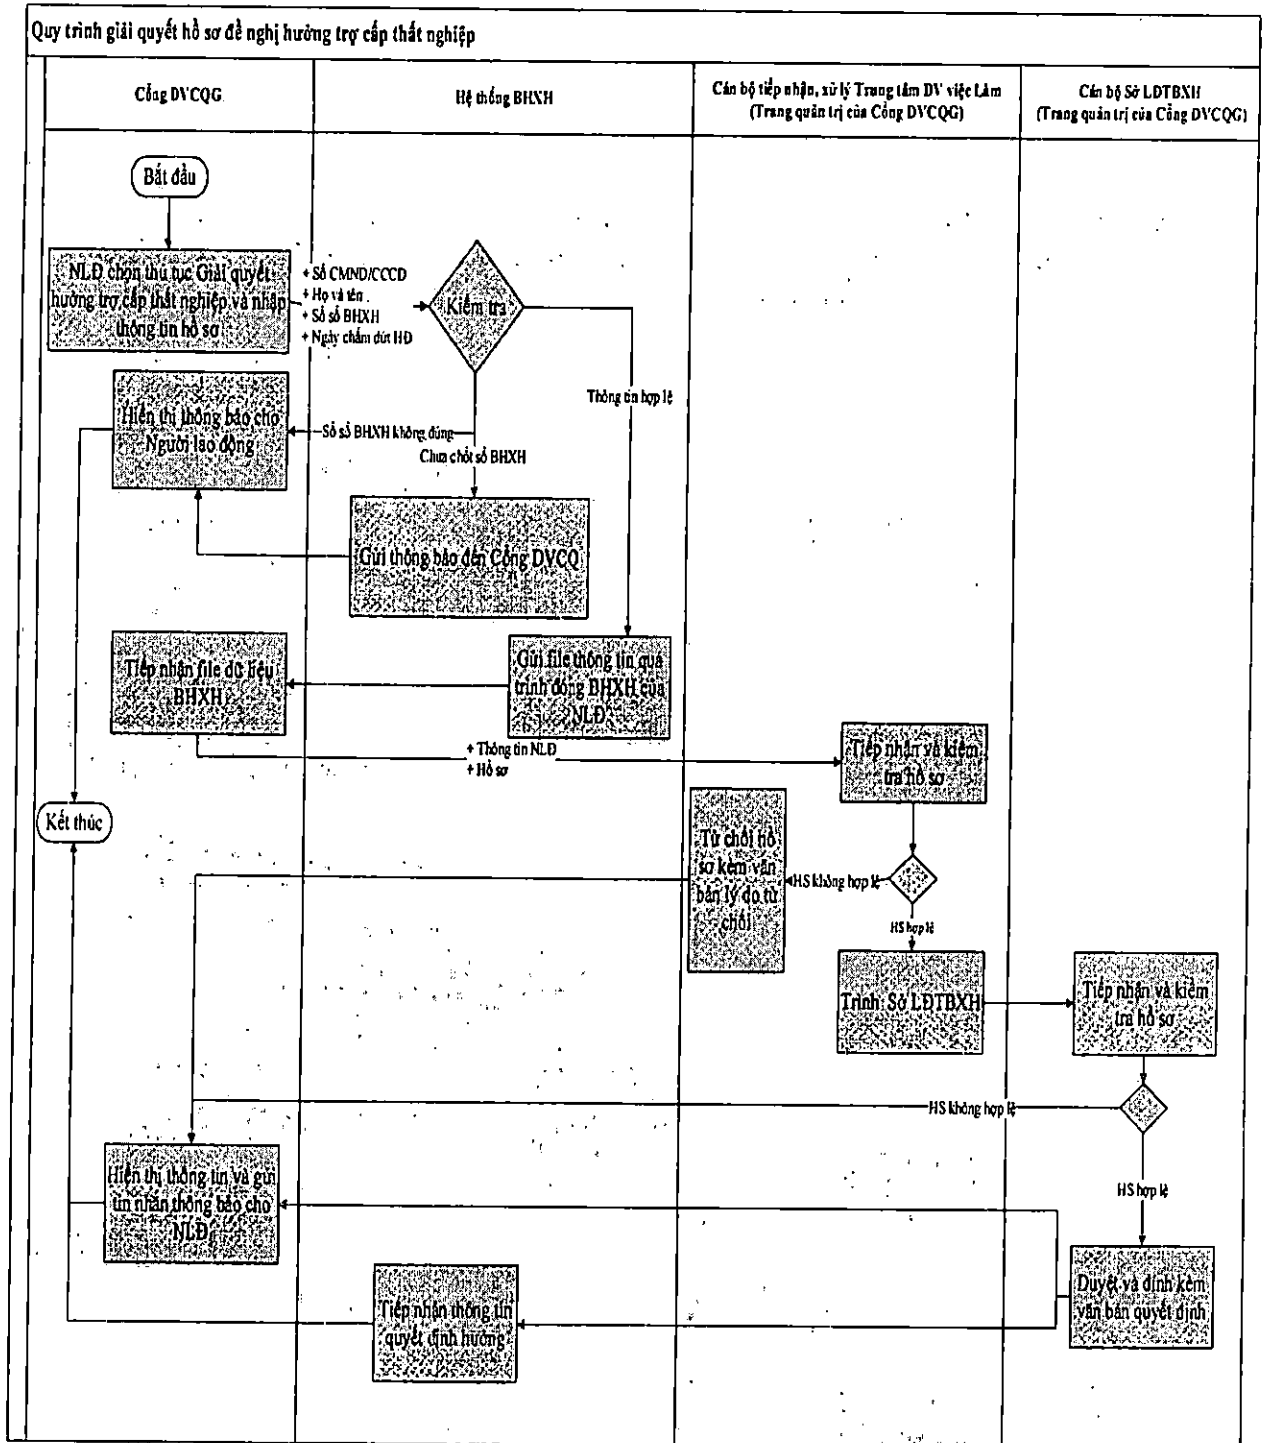 Quy trình giải quyết hồ sơ đề nghị hưởng trợ cấp thất nghiệp
Cổng DVCQG
Hệ thống BHXH
Cán bộ tiếp nhận, xử lý Trung tâm DV việc Làm
(Trang quản trị của Cổng DVCQG)
Cán bộ Sở LĐTBXH
(Trang quản trị của Cổng DVCQG)
Bắt đầu
NLĐ chọn thủ tục Giải quyết
hưởng trợ cấp thất nghiệp và nhập
thông tin hồ sơ
+ Số CMND/CCCD
+ Họ và tên
+ Số sổ BHXH
+ Ngày chấm dứt HĐ
Kiểm tra
Thông tin hợp lệ
Hiển thị thông báo cho
Người lao động
Số sổ BHXH không đúng
Chưa chốt sổ BHXH
Gửi thông báo đến Cổng DVCQ
Tiếp nhận file dữ liệu
BHXH
Gửi file thông tin quá
trình đóng BHXH của
NLĐ
+ Thông tin NLĐ
+ Hồ sơ
Tiếp nhận và kiểm
tra hồ sơ
Kết thúc
Từ chối hồ
sơ kèm văn
bản lý do từ
chối
HS không hợp lệ
HS hợp lệ
Trình Sở LĐTBXH
Tiếp nhận và kiểm
tra hồ sơ
HS không hợp lệ
HS hợp lệ
Hiển thị thông tin và gửi
tin nhắn thông báo cho
NLĐ
Tiếp nhận thông tin
quyết định hưởng
Duyệt và đính kèm
văn bản quyết định